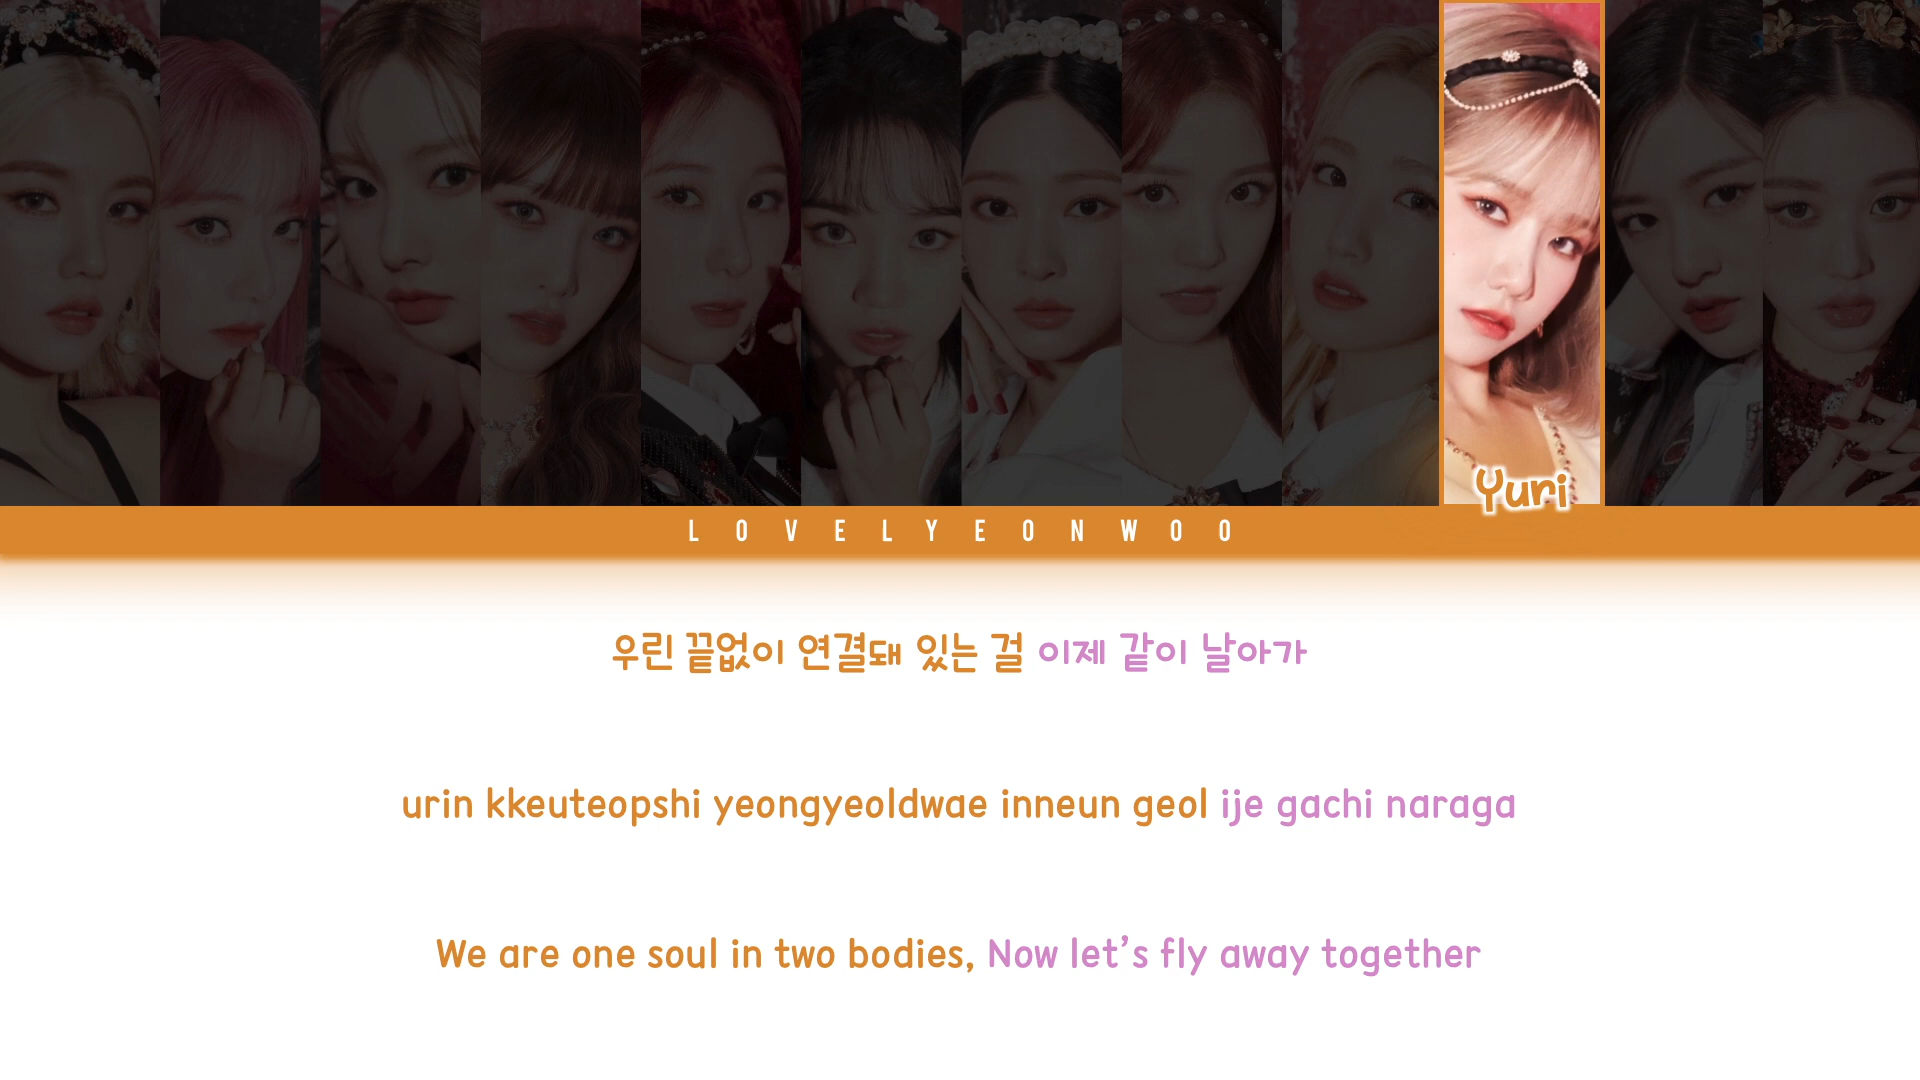 Yuri
LOVELYEONWOO
우린 끝없이 연결돼 있는 걸 이제 같이 날아가
urin kkeuteopshi yeongyeoldwae inneun geol ije gachi naraga
We are one soul in two bodies, Now let’s fly away together